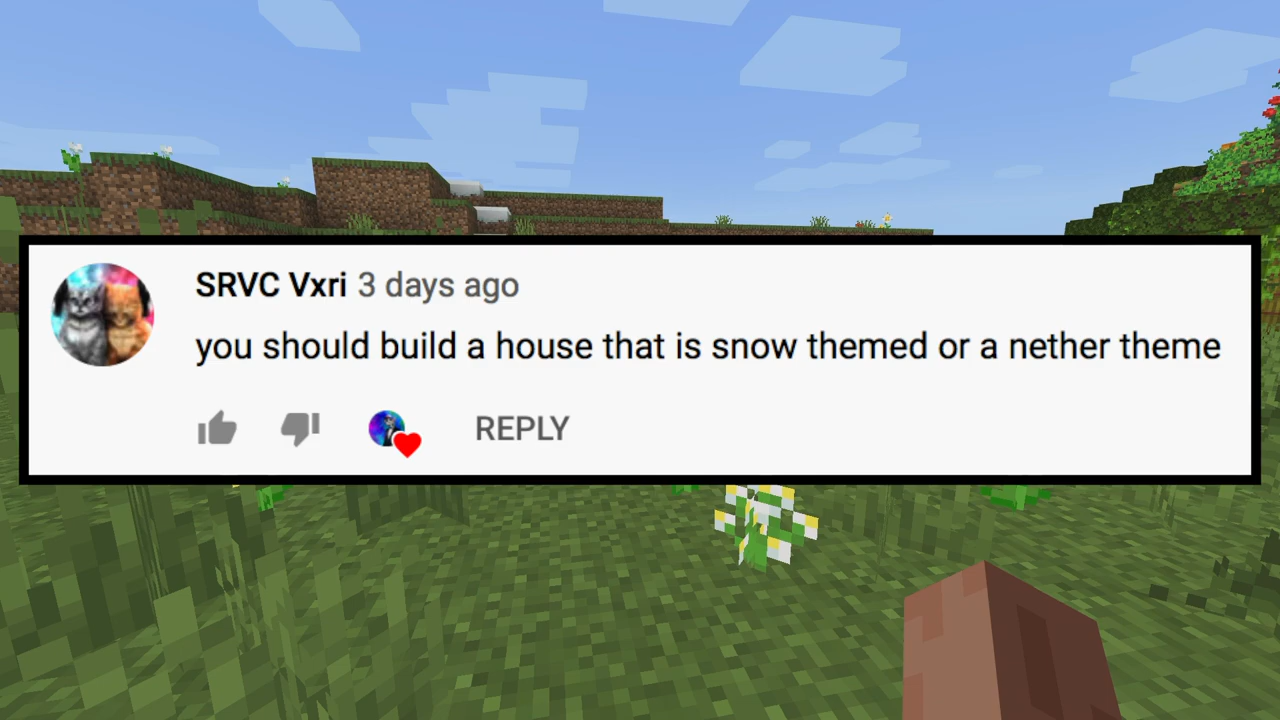 SRVC Vxri 3 days ago
you should build a house that is snow themed or a nether theme
REPLY